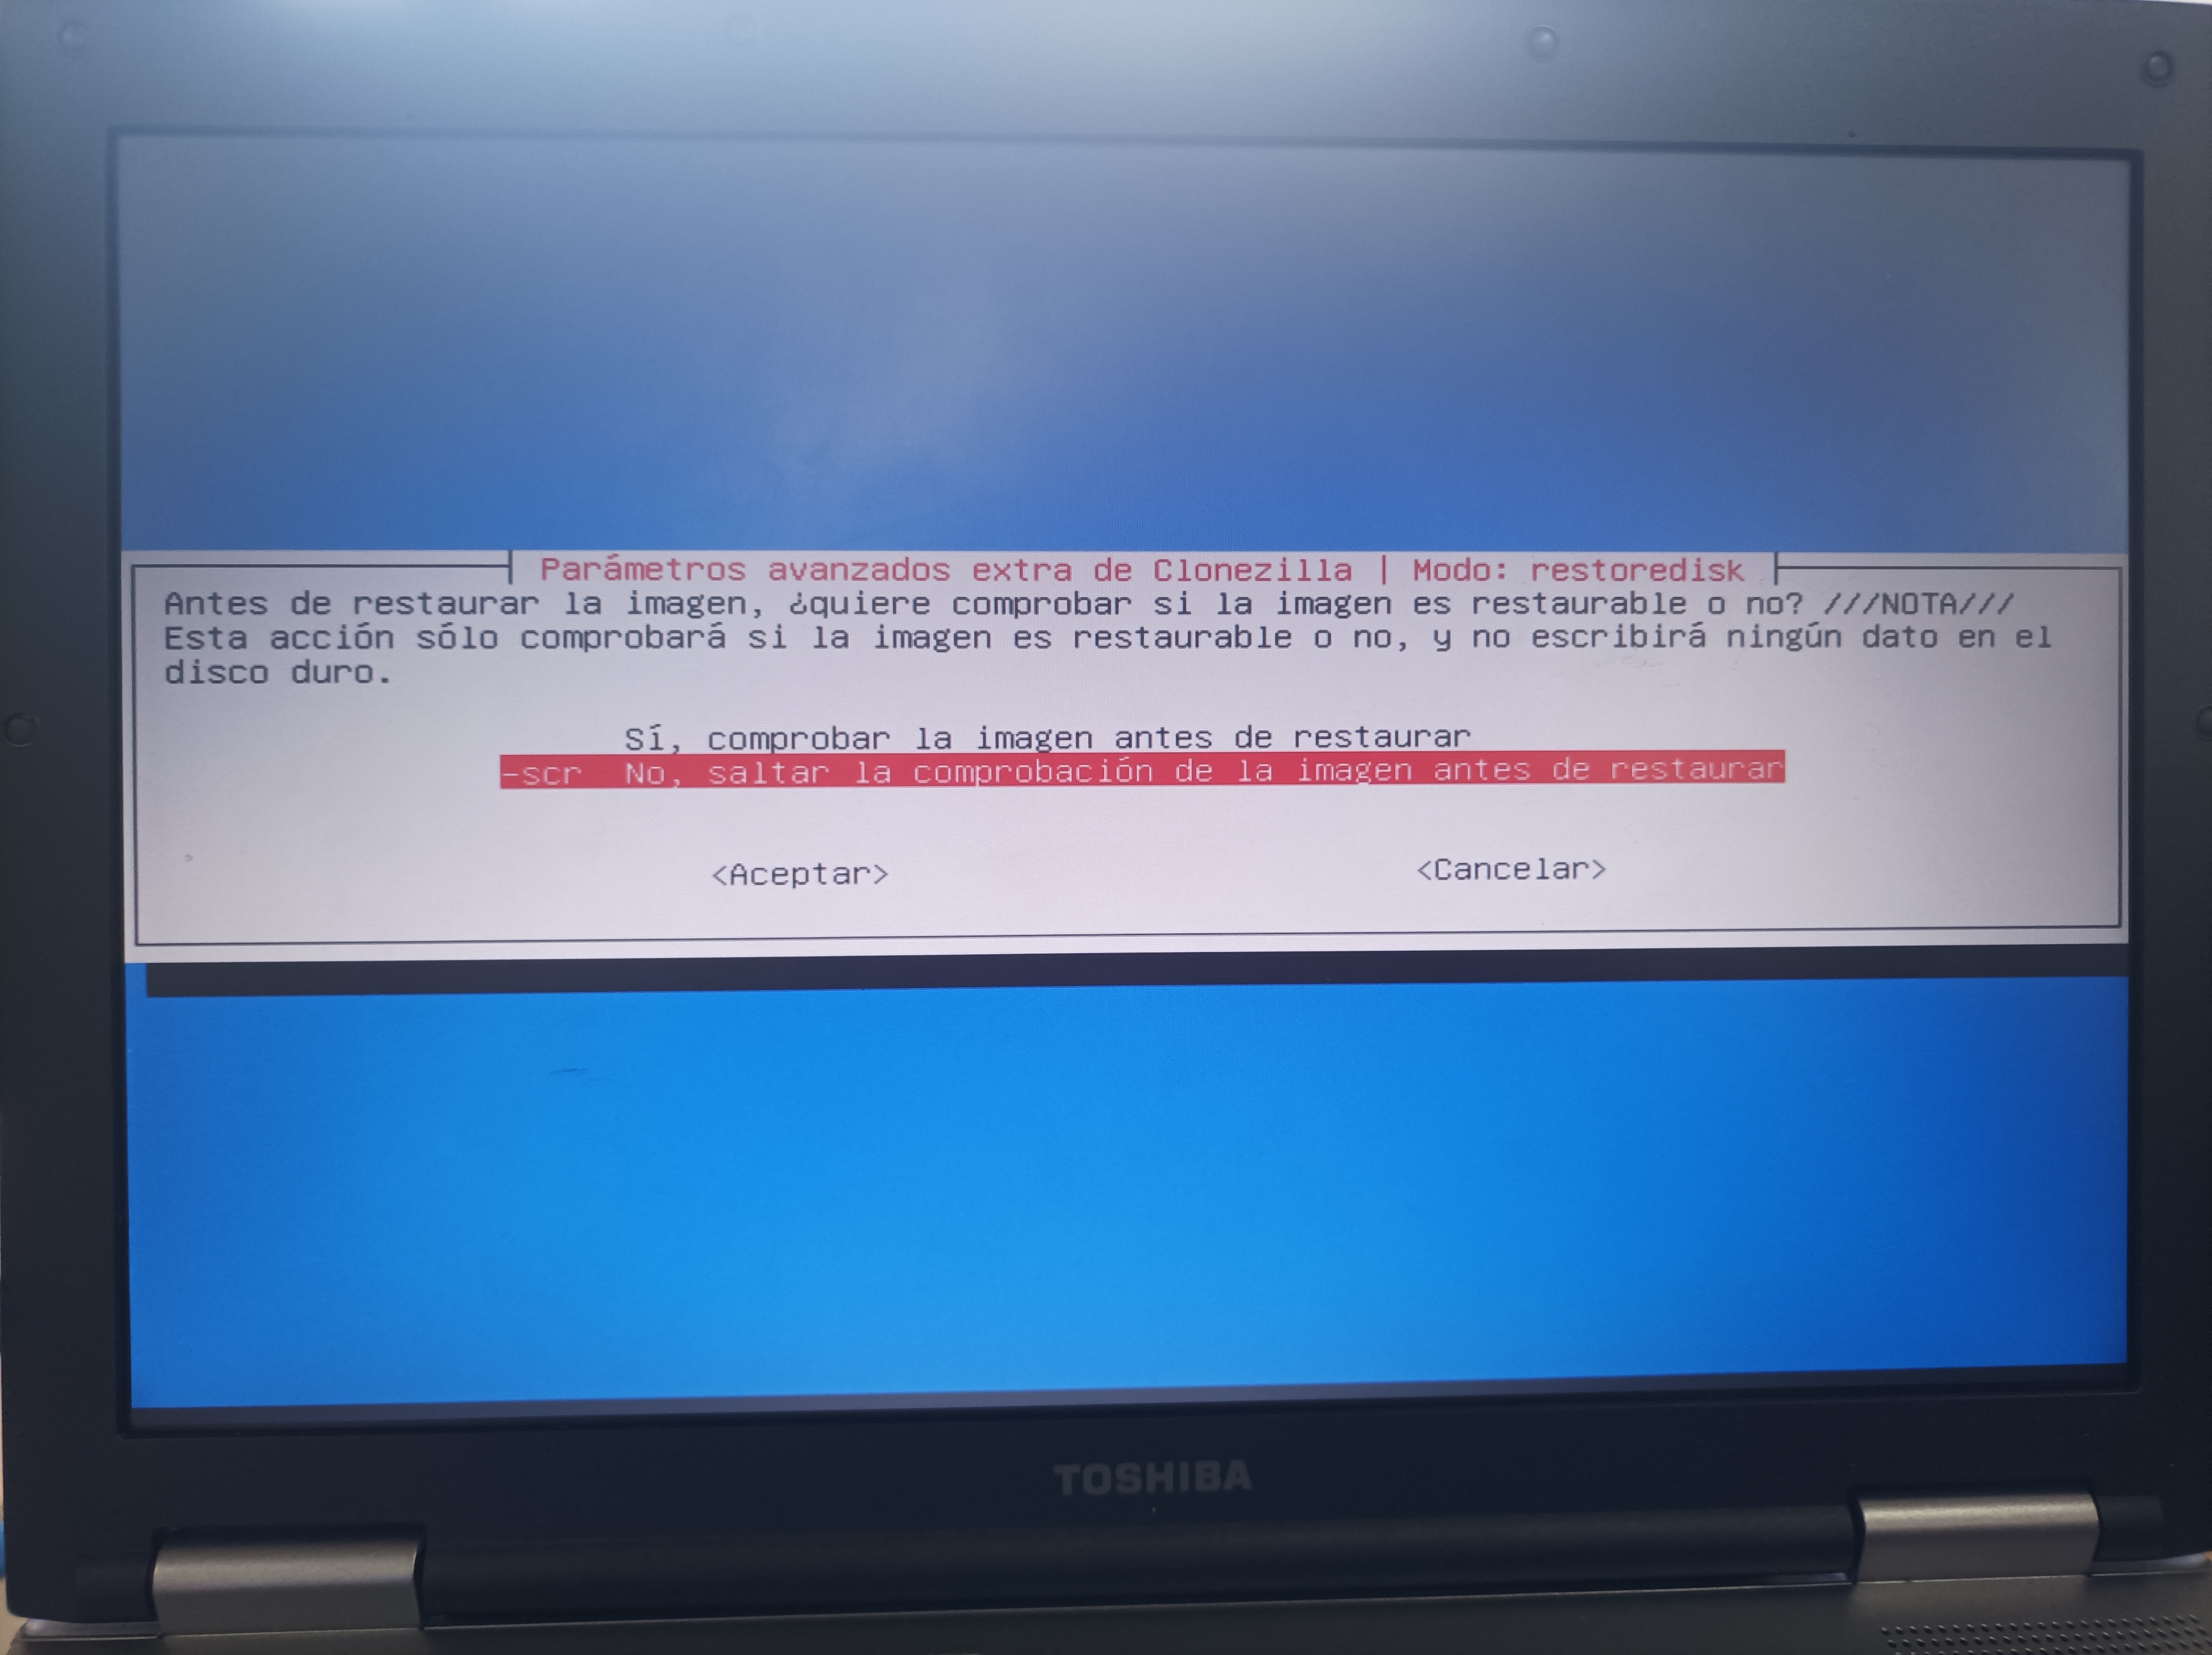 Parámetros avanzados extra de Clonezilla | Modo: restoredisk
Antes de restaurar la imagen, ¿quiere comprobar si la imagen es restaurable o no? ///NOTA///
Esta acción sólo comprobará si la imagen es restaurable o no, y no escribirá ningún dato en el
disco duro.
Sí, comprobar la imagen antes de restaurar
-scr No, saltar la comprobación de la imagen antes de restaurar
<Aceptar> <Cancelar>
TOSHIBA